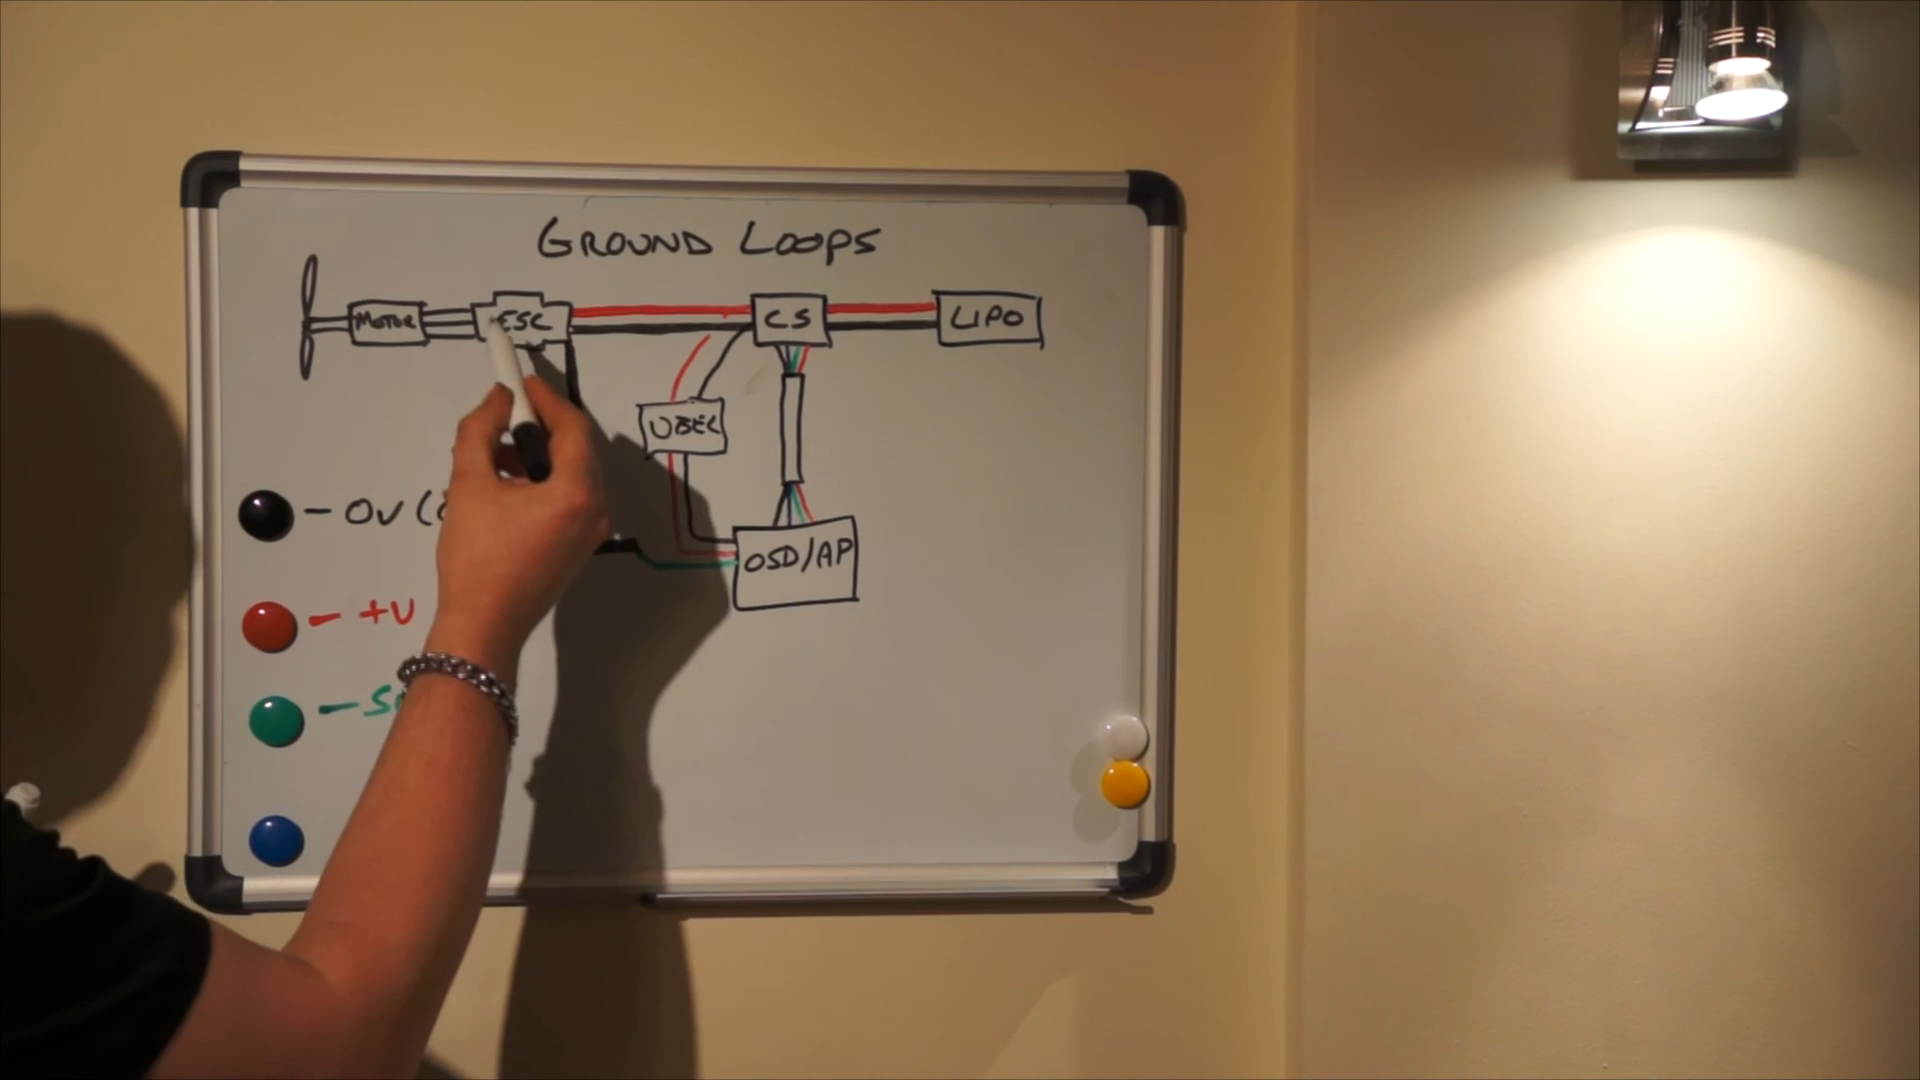 GROUND LOOPS
MOTOR ESC CS LIPO
UBEC
- 0V
OSD/AP
- +V